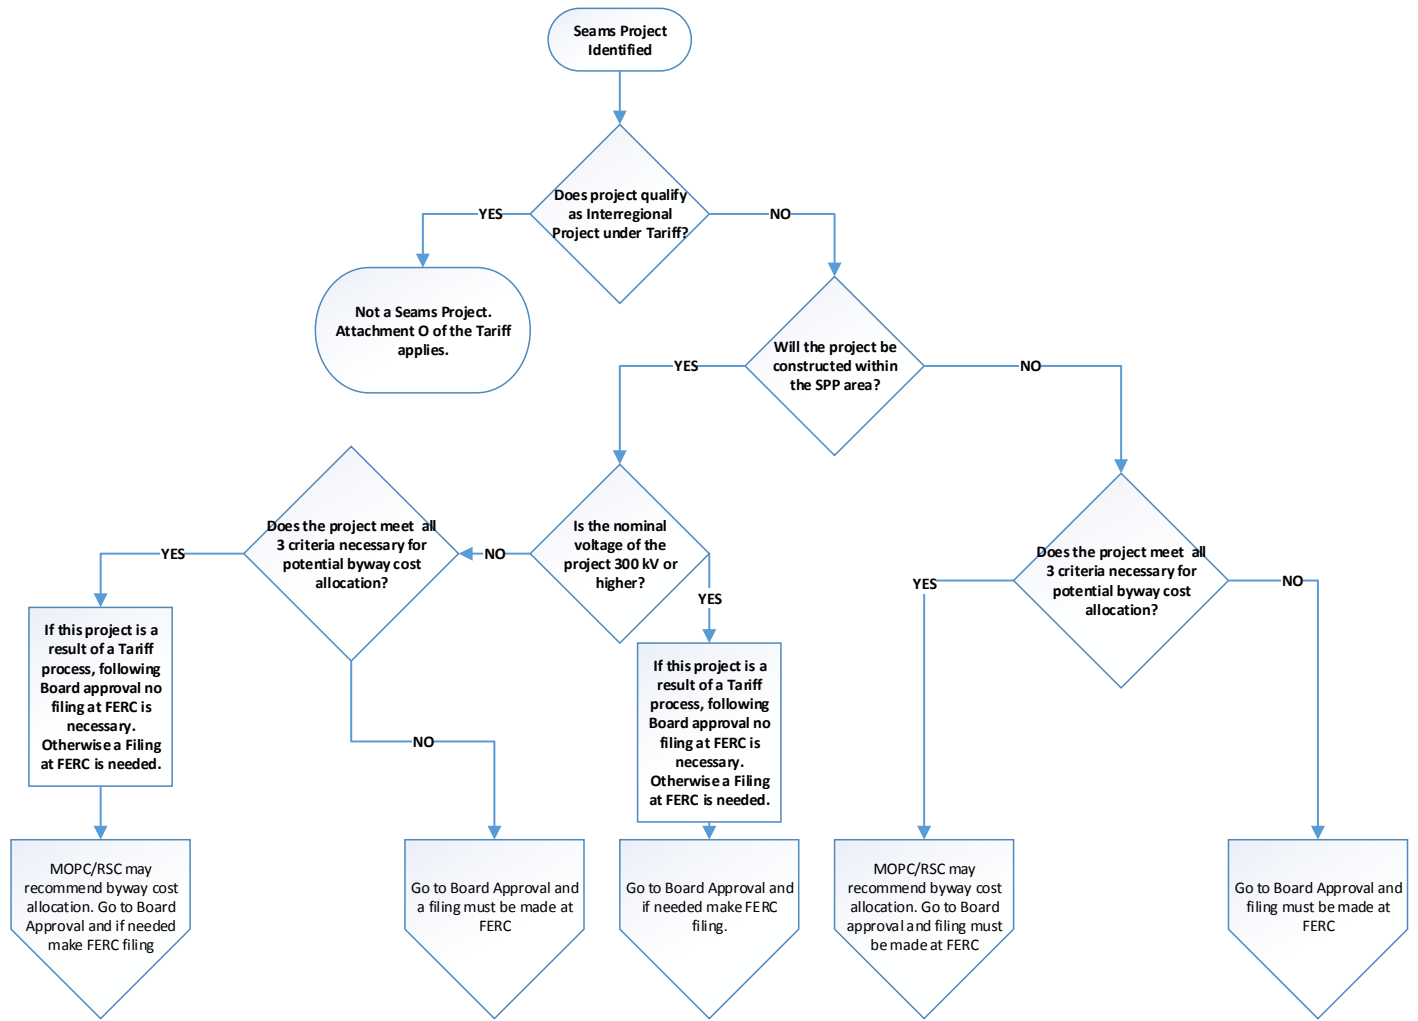 Seams Project
Identified
Does project qualify
as Interregional
Project under Tariff?
YES
NO
Not a Seams Project.
Attachment O of the Tariff
applies.
Will the project be
constructed within
the SPP area?
YES
NO
Does the project meet  all
3 criteria necessary for
potential byway cost
allocation?
Is the nominal
voltage of the
project 300 kV or
higher?
Does the project meet  all
3 criteria necessary for
potential byway cost
allocation?
YES
NO
YES
YES
NO
If this project is a
result of a Tariff
process, following
Board approval no
filing at FERC is
necessary.
Otherwise a Filing
at FERC is needed.
NO
If this project is a
result of a Tariff
process, following
Board approval no
filing at FERC is
necessary.
Otherwise a Filing
at FERC is needed.
MOPC/RSC may
recommend byway cost
allocation. Go to Board
Approval and if needed
make FERC filing
Go to Board Approval and
a filing must be made at
FERC
Go to Board Approval and
if needed make FERC
filing.
MOPC/RSC may
recommend byway cost
allocation. Go to Board
approval and filing must
be made at FERC
Go to Board Approval and
filing must be made at
FERC